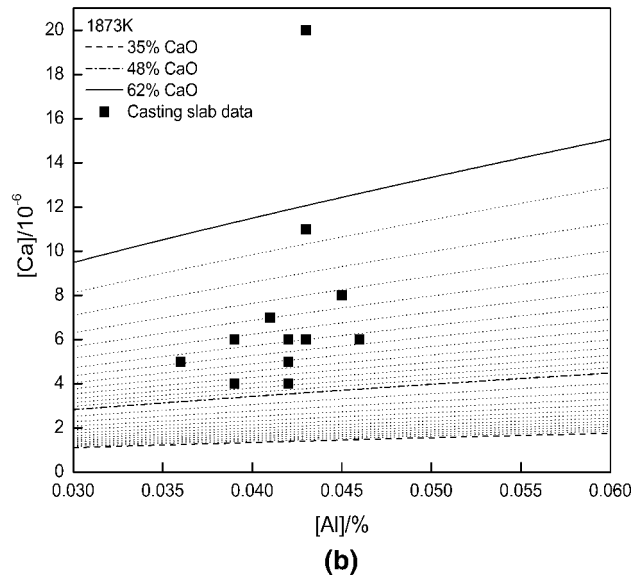 1873K
35% CaO
48% CaO
62% CaO
Casting slab data
[Ca]/10⁻⁶
20
18
16
14
12
10
8
6
4
2
0
0.030 0.035 0.040 0.045 0.050 0.055 0.060
[Al]/%
(b)